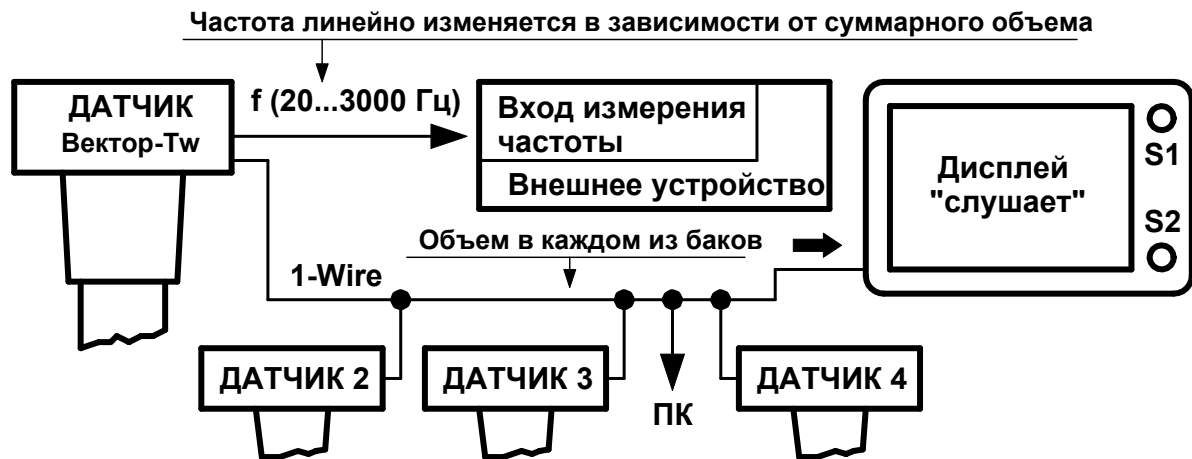 Частота линейно изменяется в зависимости от суммарного объема
ДАТЧИК
Вектор-Tw
f (20...3000 Гц)
Вход измерения
частоты
Внешнее устройство
Дисплей
"слушает"
S1
S2
Объем в каждом из баков
1-Wire
ДАТЧИК 2
ДАТЧИК 3
ПК
ДАТЧИК 4